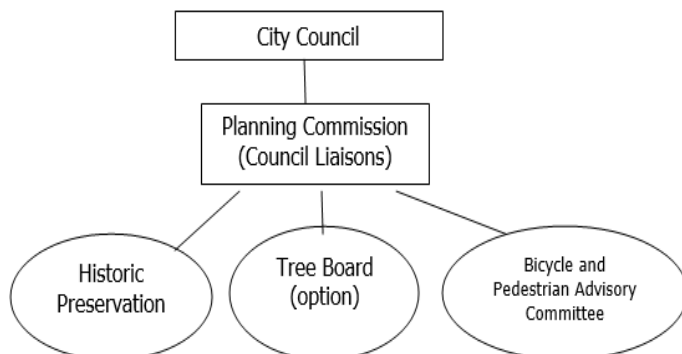 City Council
Planning Commission
(Council Liaisons)
Historic
Preservation
Tree Board
(option)
Bicycle and
Pedestrian Advisory
Committee